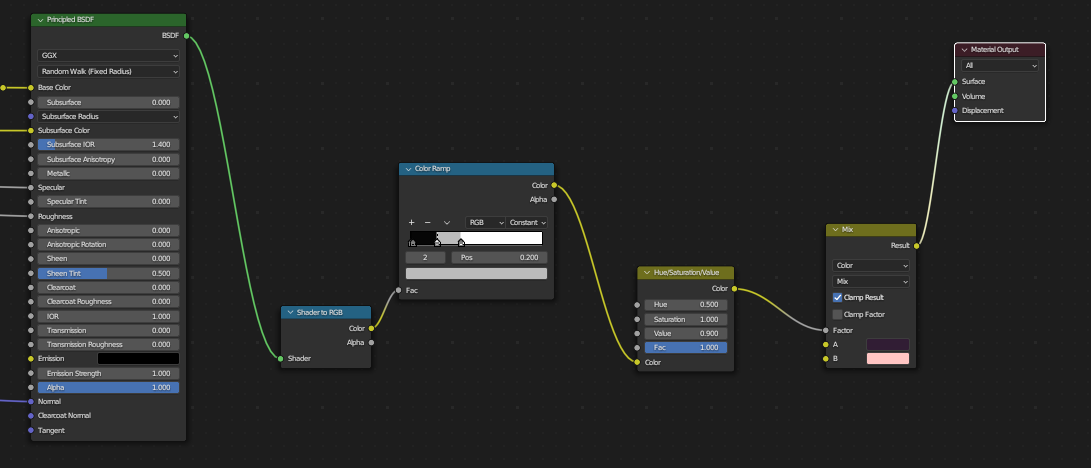 Principled BSDF
BSDF
GGX
Random Walk (Fixed Radius)
Base Color
Subsurface 0.000
Subsurface Radius
Subsurface Color
Subsurface IOR 1.400
Subsurface Anisotropy 0.000
Metallic 0.000
Specular
Specular Tint 0.000
Roughness
Anisotropic 0.000
Anisotropic Rotation 0.000
Sheen 0.000
Sheen Tint 0.500
Clearcoat 0.000
Clearcoat Roughness 0.000
IOR 1.000
Transmission 0.000
Transmission Roughness 0.000
Emission
Emission Strength 1.000
Alpha 1.000
Normal
Clearcoat Normal
Tangent
Shader to RGB
Color
Alpha
Shader
Color Ramp
Color
Alpha
RGB Constant
2 Pos 0.200
Fac
Hue/Saturation/Value
Color
Hue 0.500
Saturation 1.000
Value 0.900
Fac 1.000
Color
Mix
Result
Color
Mix
Clamp Result
Clamp Factor
Factor
A
B
Material Output
All
Surface
Volume
Displacement